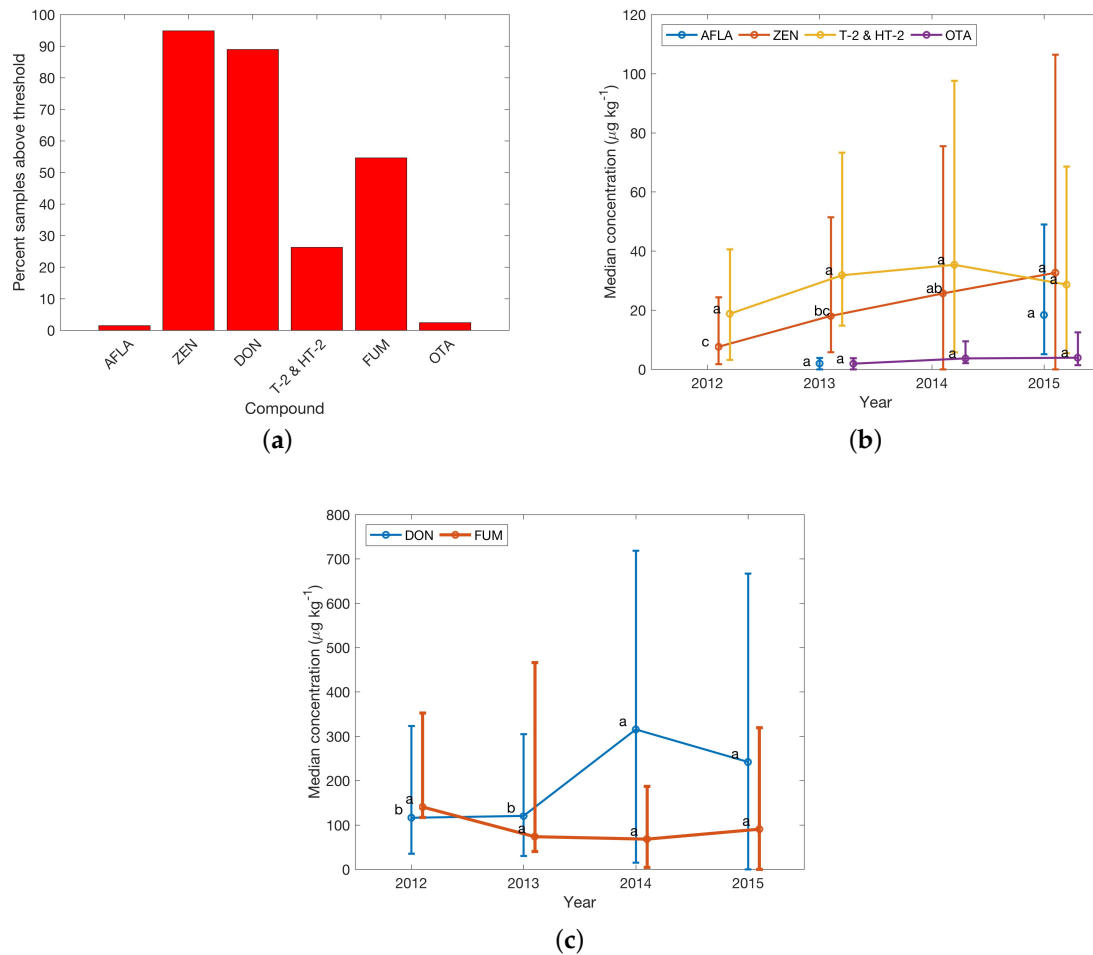 100
90
80
70
60
50
40
30
20
10
0
Percent samples above threshold
AFLA
ZEN
DON
T-2 & HT-2
FUM
OTA
Compound
(a)
120
100
80
60
40
20
0
Median concentration (μg kg⁻¹)
AFLA ZEN T-2 & HT-2 OTA
a
c
a
bc
a
a
a
ab
a
a
a
a
a
2012 2013 2014 2015
Year
(b)
800
700
600
500
400
300
200
100
0
Median concentration (μg kg⁻¹)
DON FUM
a
b
b
a
a
a
a
a
2012 2013 2014 2015
Year
(c)